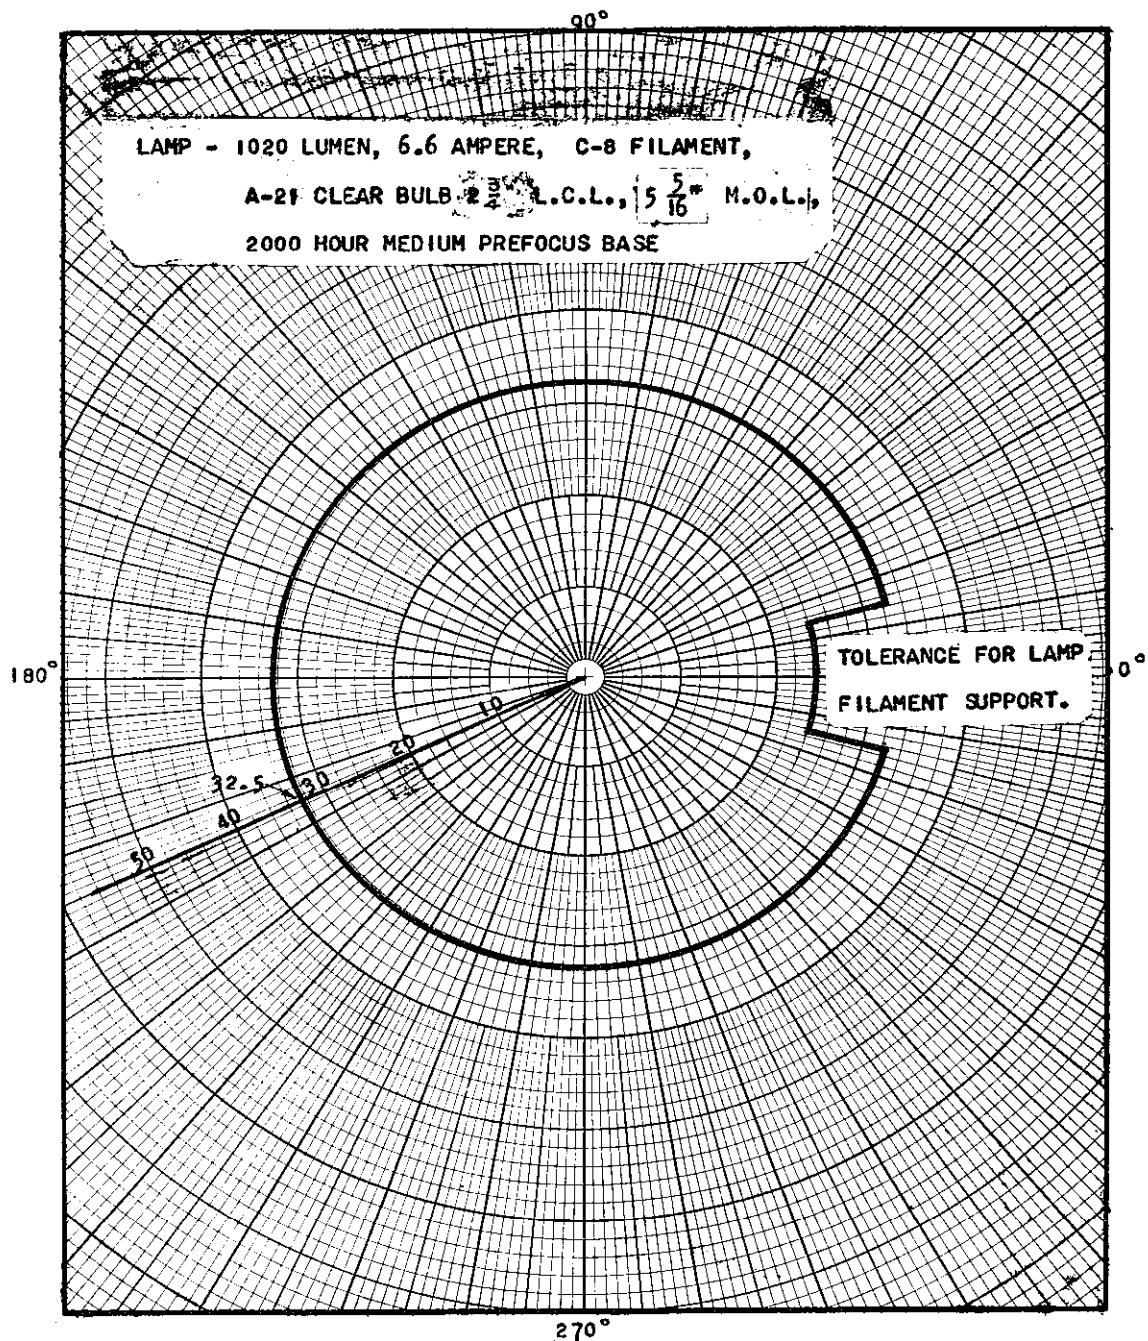 90°
LAMP - 1020 LUMEN, 6.6 AMPERE, C-8 FILAMENT,
A-21 CLEAR BULB L.C.L., 5 5/16" M.O.L.,
2000 HOUR MEDIUM PREFOCUS BASE
TOLERANCE FOR LAMP
FILAMENT SUPPORT.
180°
0°
10
20
30
32.5
40
50
270°